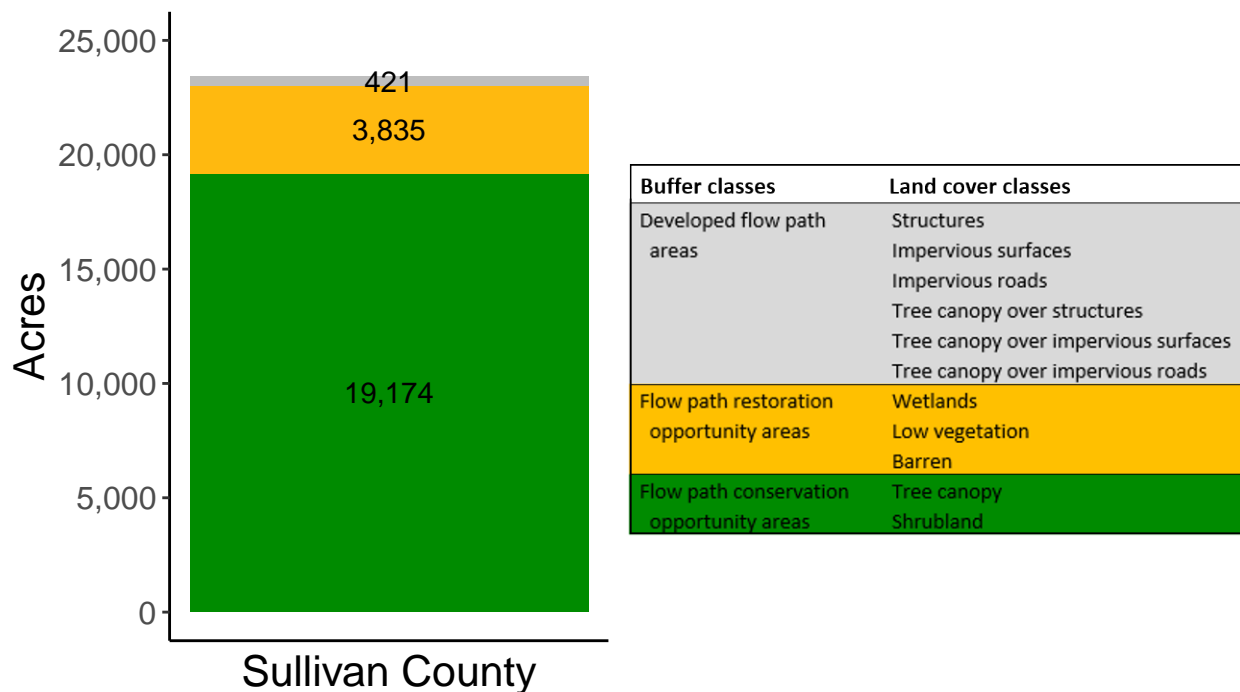 25,000
421
3,835
20,000
15,000
Acres
10,000
19,174
5,000
0
Sullivan County
Buffer classes Land cover classes
Developed flow path Structures
areas Impervious surfaces
Impervious roads
Tree canopy over structures
Tree canopy over impervious surfaces
Tree canopy over impervious roads
Flow path restoration Wetlands
opportunity areas Low vegetation
Barren
Flow path conservation Tree canopy
opportunity areas Shrubland